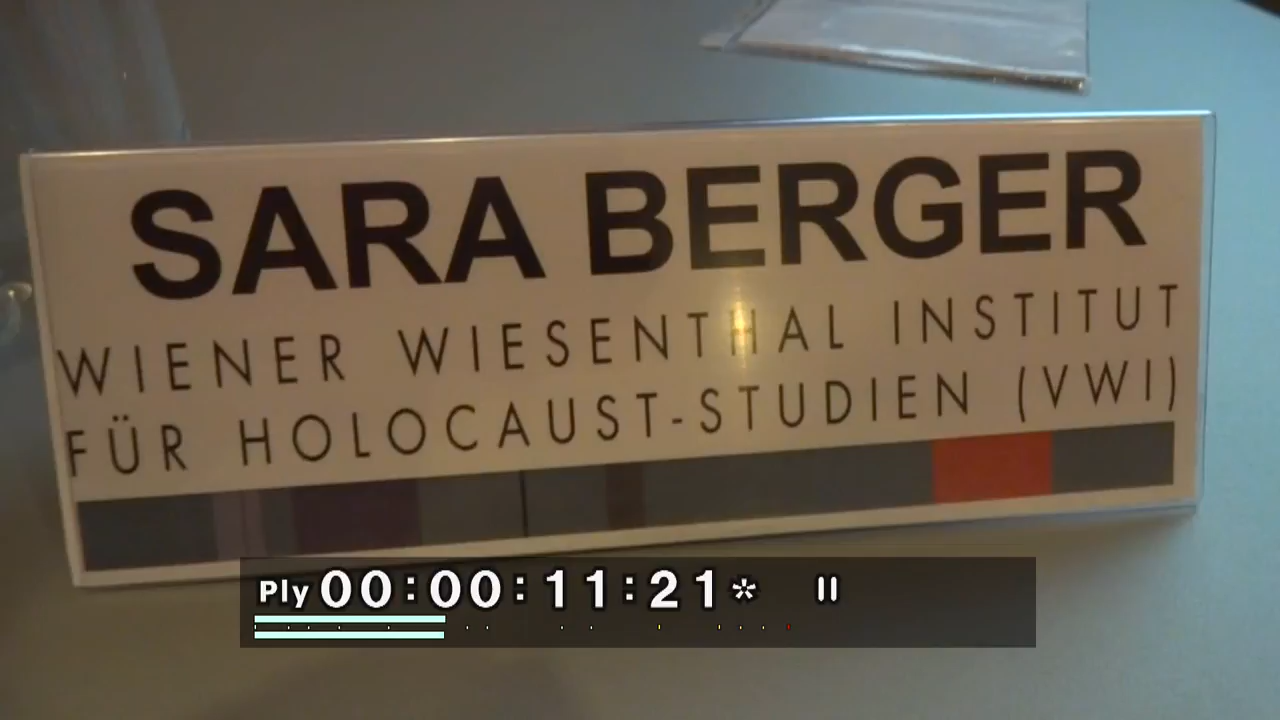 SARA BERGER
WIENER WIESENTHAL INSTITUT
FÜR HOLOCAUST-STUDIEN (VWI)
Ply 00:00:11:21*